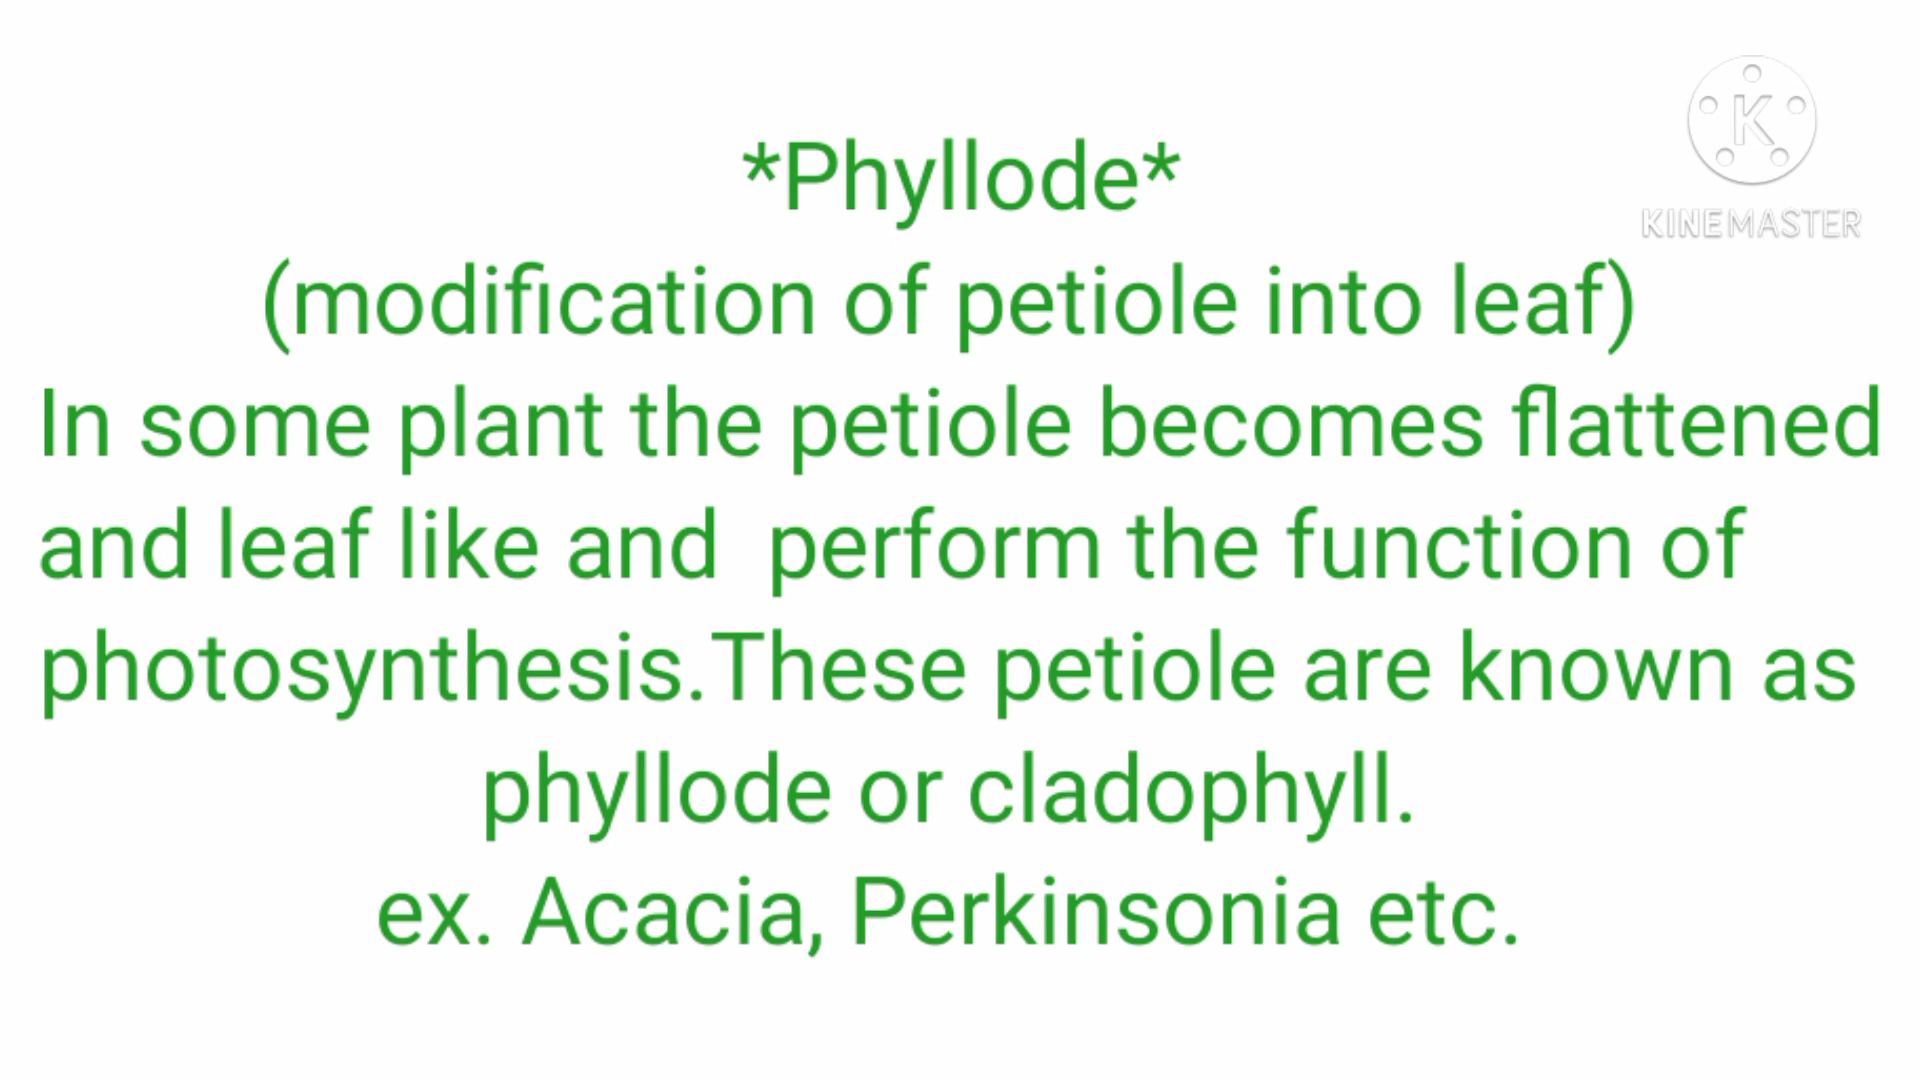 *Phyllode*
K
KINEMASTER
(modification of petiole into leaf)
In some plant the petiole becomes flattened
and leaf like and  perform the function of
photosynthesis.These petiole are known as
phyllode or cladophyll.
ex. Acacia, Perkinsonia etc.